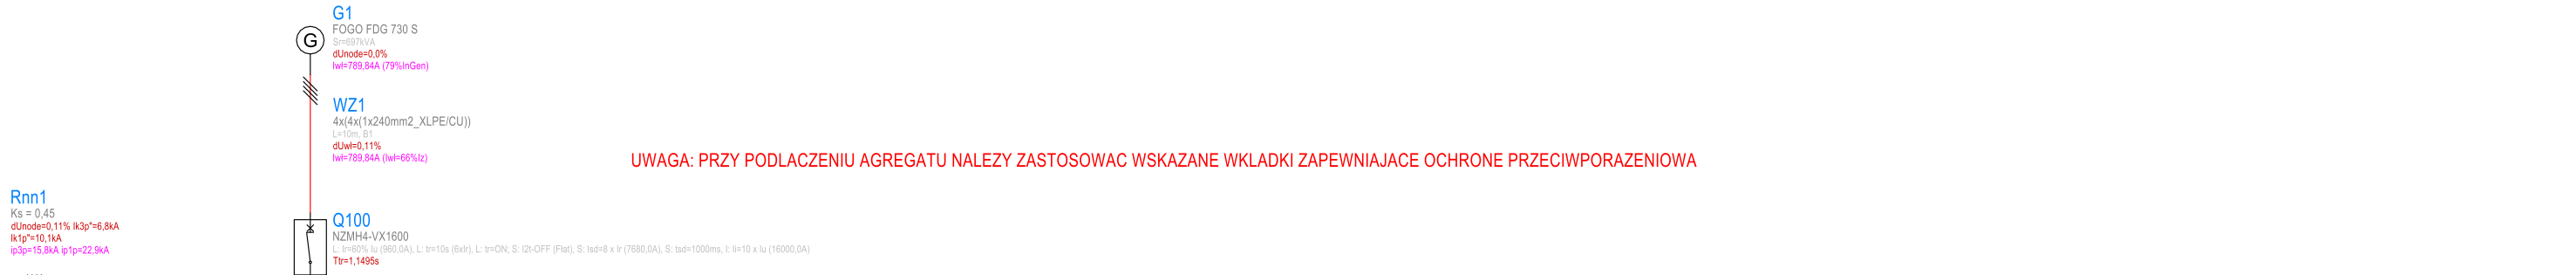 G1
FOGO FDG 730 S
G
Sr=697kVA
dUnode=0,0%
Iwł=789,84A (79%InGen)
WZ1
4x(4x(1x240mm2_XLPE/CU))
L=10m, B1
dUwł=0,11%
Iwł=789,84A (Iwł=66%Iz)
UWAGA: PRZY PODLACZENIU AGREGATU NALEZY ZASTOSOWAC WSKAZANE WKLADKI ZAPEWNIAJACE OCHRONE PRZECIWPORAZENIOWA
Rnn1
Ks = 0,45
dUnode=0,11% Ik3p"=6,8kA
Ik1p"=10,1kA
ip3p=15,8kA ip1p=22,9kA
Q100
NZMH4-VX1600
L: Ir=60% Iu (960,0A), L: tr=10s (6xIr), L: tr=ON; S: I2t-OFF (Flat), S: Isd=8 x Ir (7680,0A), S: tsd=1000ms, I: Ii=10 x Iu (16000,0A)
Ttr=1,1495s